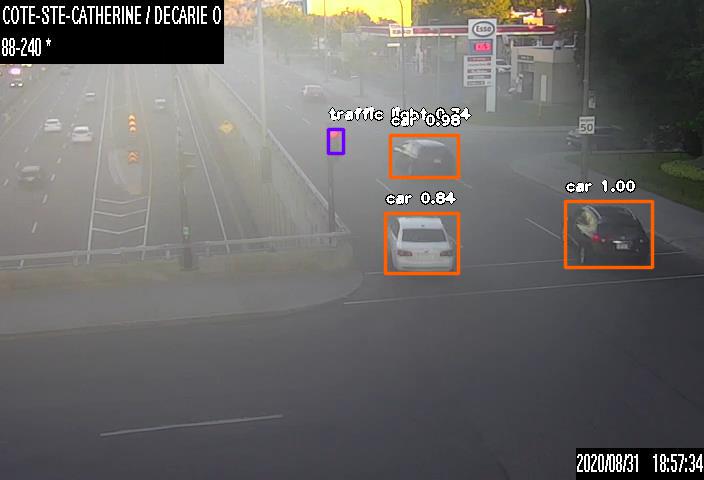 COTE-STE-CATHERINE / DECARIE O
88-240 *
Esso
traffic light 0.74
car 0.98
50
car 1.00
car 0.84
2020/08/31 18:57:34